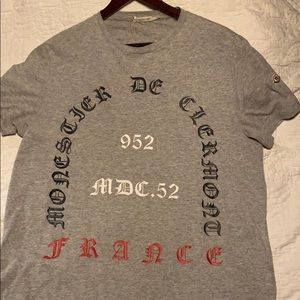 MONESTIER DE CLERMONT
952
MDC.52
FRANCE